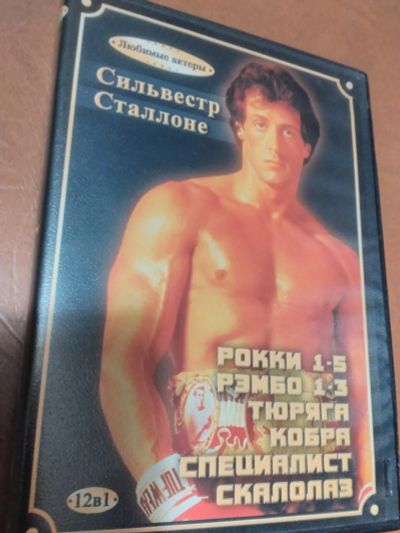 Любимые актеры
Сильвестр
Сталлоне
РОККИ 1-5
РЭМБО 1-3
ТЮРЯГА
КОБРА
СПЕЦИАЛИСТ
СКАЛОЛАЗ
12в1